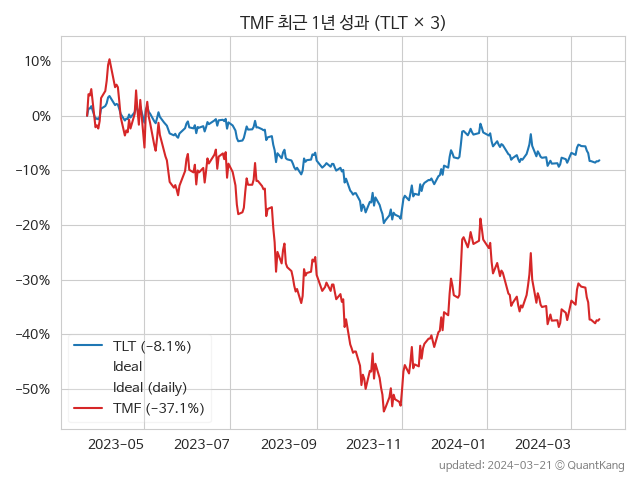 TMF 최근 1년 성과 (TLT × 3)
10%
0%
−10%
−20%
−30%
−40%
−50%
TLT (−8.1%)
Ideal
Ideal (daily)
TMF (−37.1%)
2023-05
2023-07
2023-09
2023-11
2024-01
2024-03
updated: 2024-03-21 © QuantKang